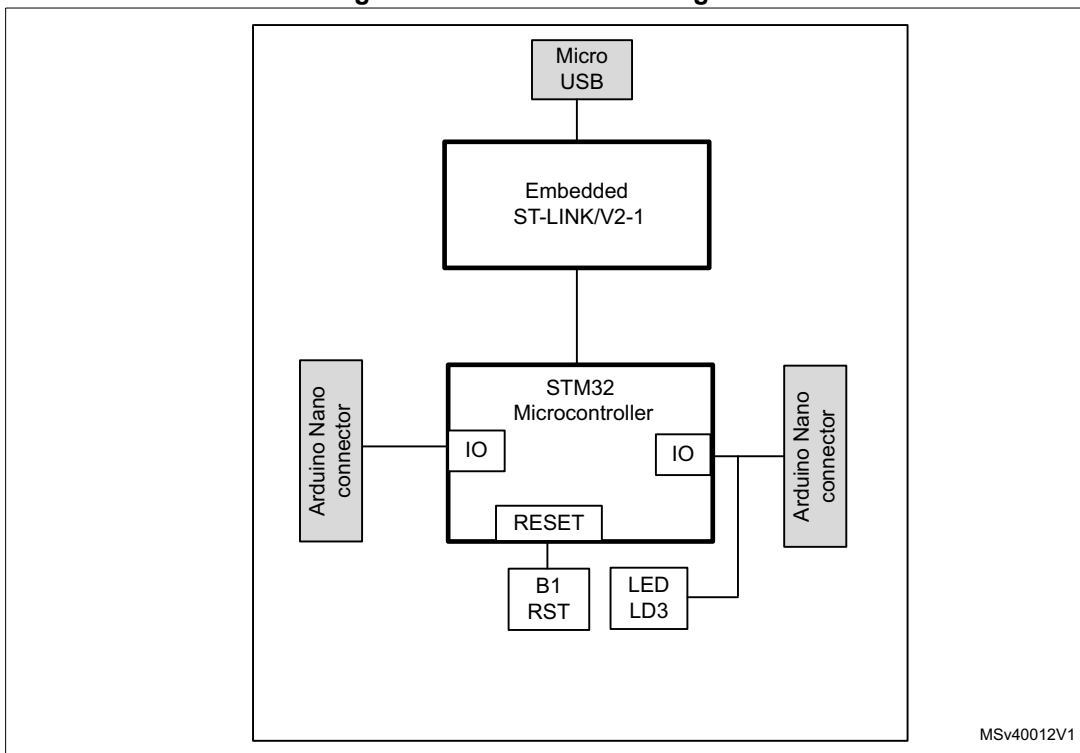 Micro
USB
Embedded
ST-LINK/V2-1
STM32
Microcontroller
Arduino Nano
connector
IO
IO
Arduino Nano
connector
RESET
B1
RST
LED
LD3
MSv40012V1